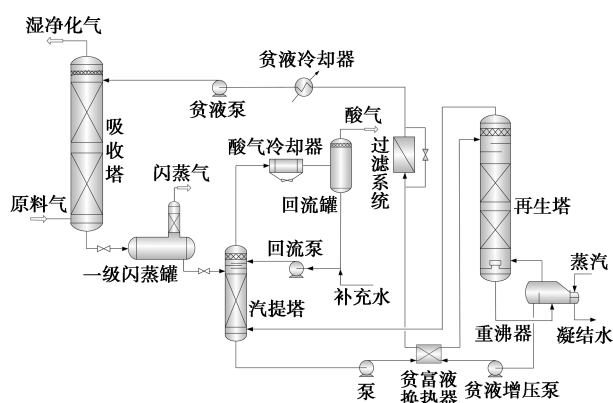 湿净化气
贫液冷却器
贫液泵
酸气
吸收塔
酸气冷却器
过滤系统
闪蒸气
原料气
回流罐
再生塔
回流泵
一级闪蒸罐
蒸汽
补充水
汽提塔
重沸器
凝结水
泵
贫富液
换热器
贫液增压泵